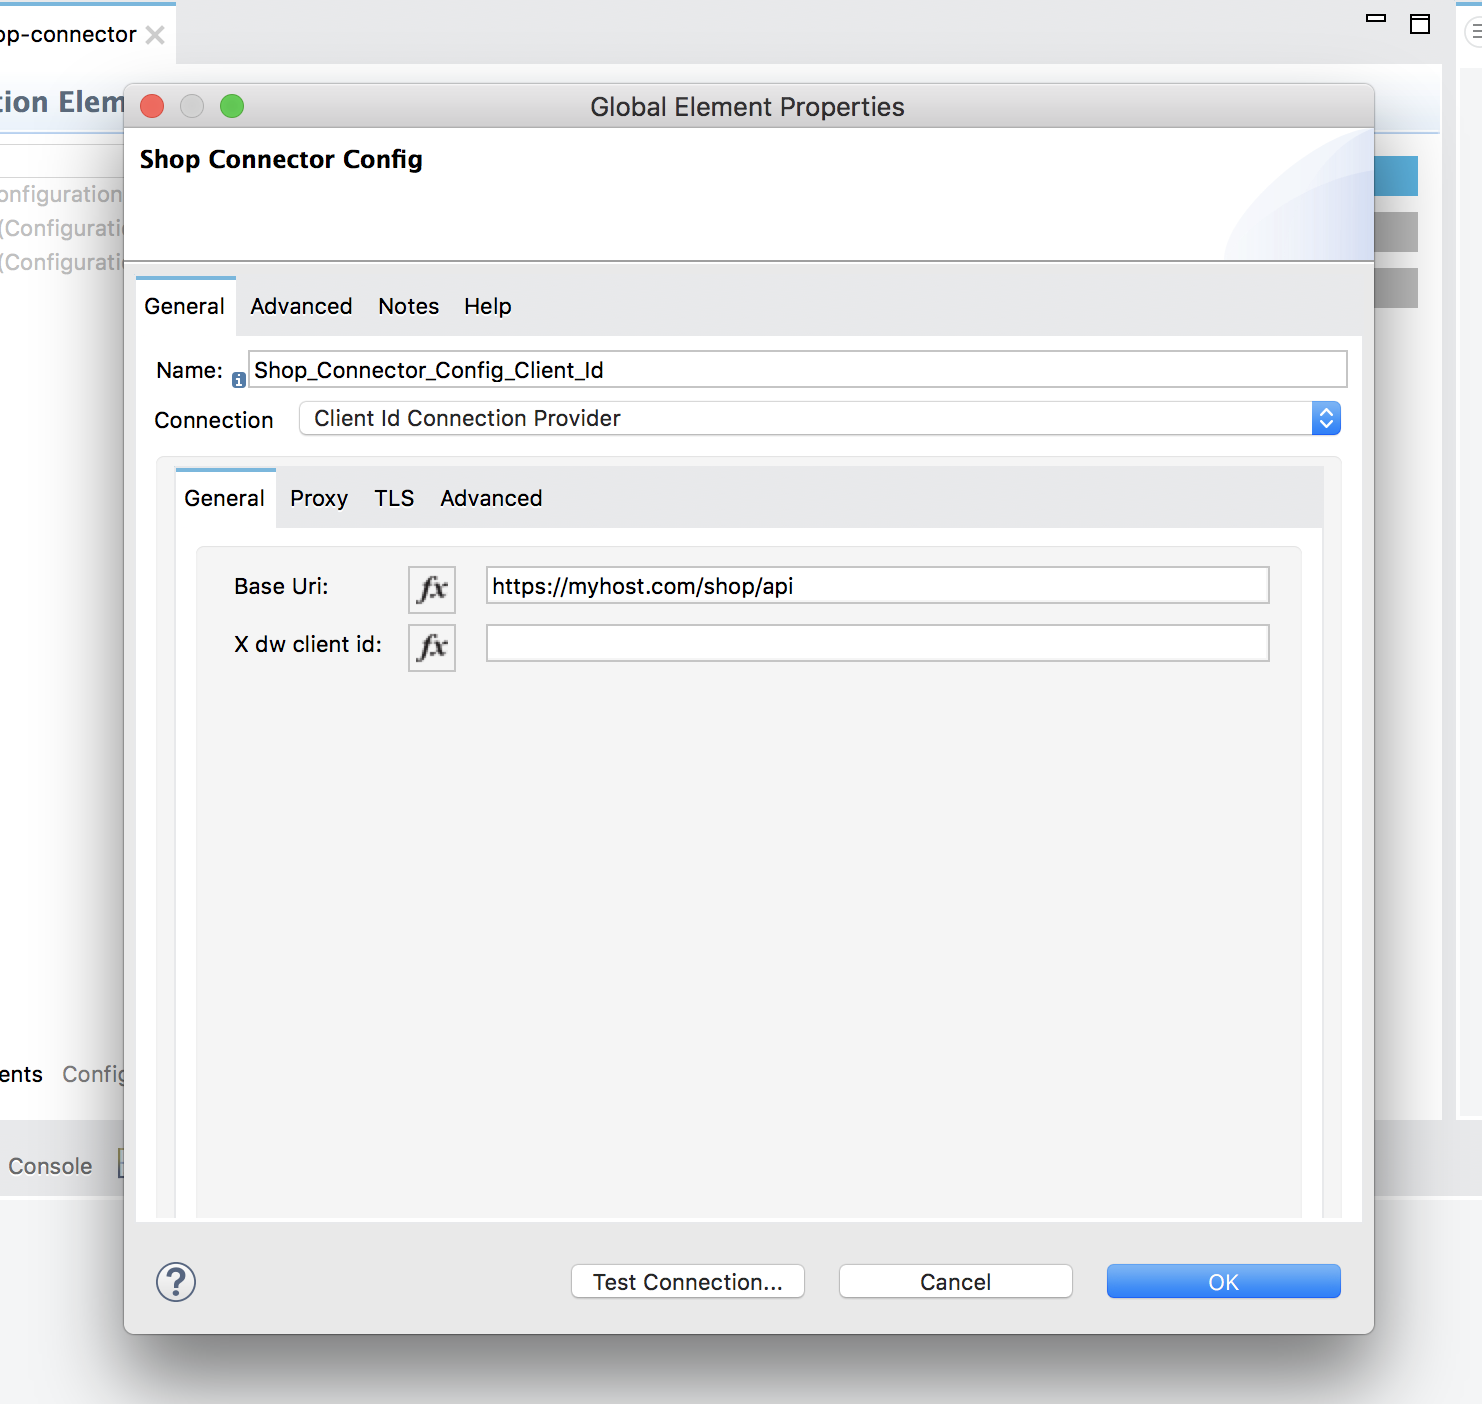 op-connector
tion Elem
Global Element Properties
Shop Connector Config
onfiguration
(Configurati
(Configurati
General Advanced Notes Help
Name: Shop_Connector_Config_Client_Id
Connection Client Id Connection Provider
General Proxy TLS Advanced
Base Uri: fx https://myhost.com/shop/api
X dw client id: fx
ents Config
Console
? Test Connection... Cancel OK